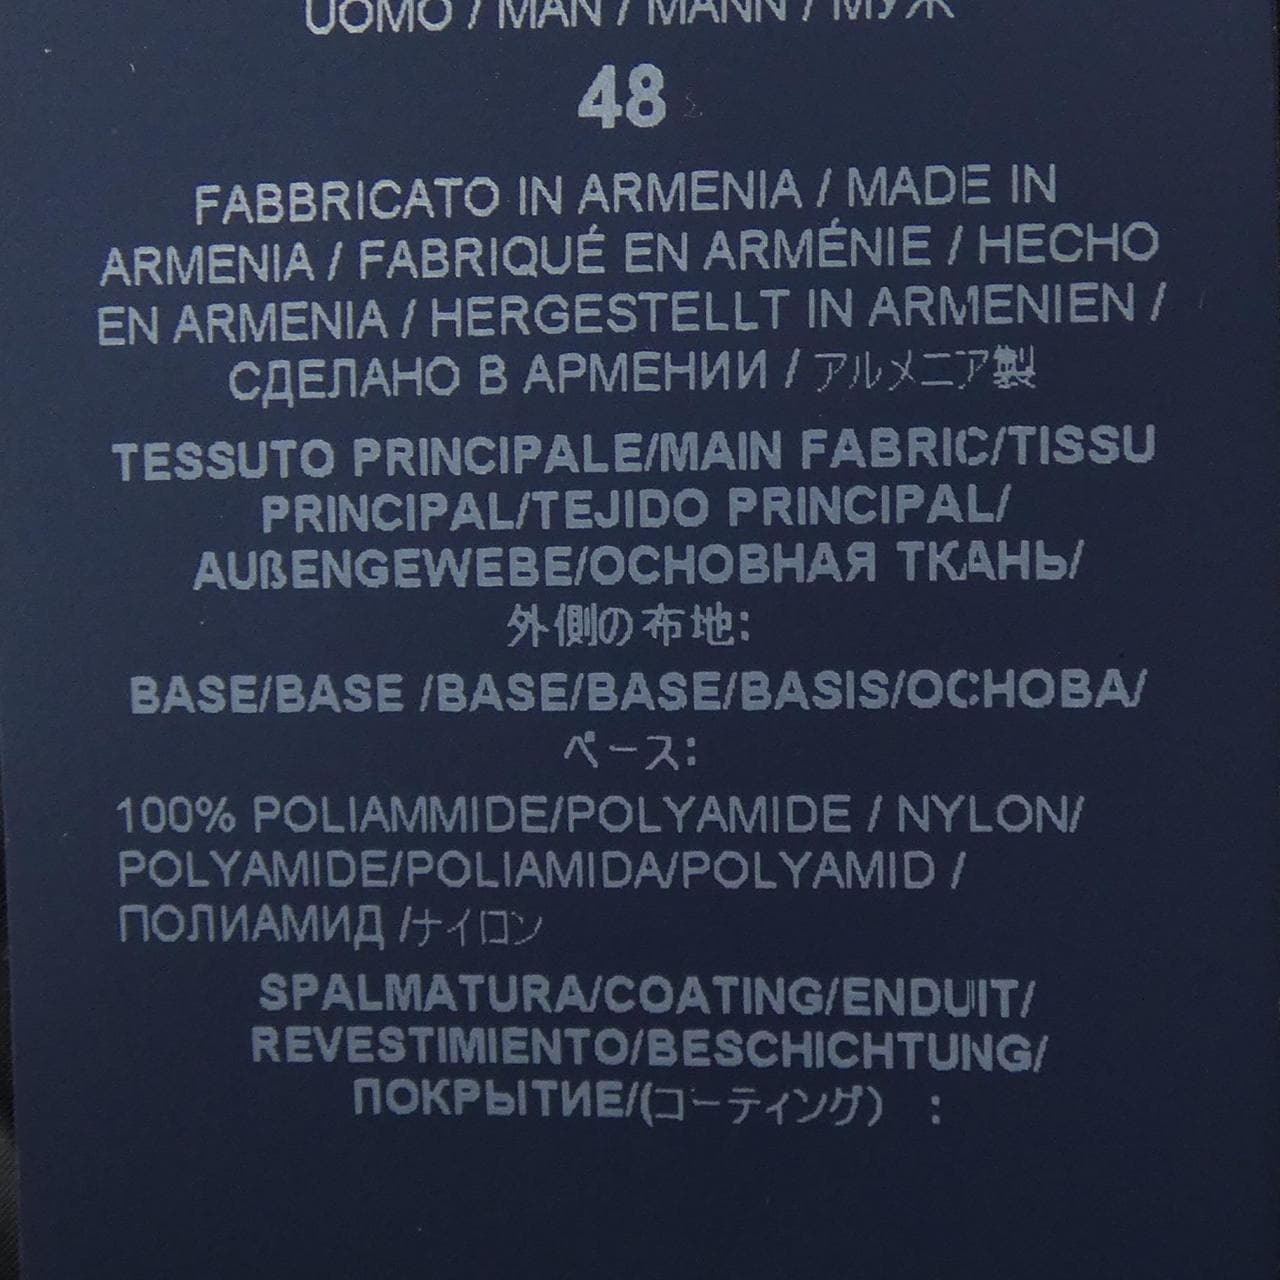 UOMO / MAN / MANN / МУЖ
48
FABBRICATO IN ARMENIA / MADE IN
ARMENIA / FABRIQUÉ EN ARMÉNIE / HECHO
EN ARMENIA / HERGESTELLT IN ARMENIEN /
СДЕЛАНО В АРМЕНИИ / アルメニア製
TESSUTO PRINCIPALE/MAIN FABRIC/TISSU
PRINCIPAL/TEJIDO PRINCIPAL/
AUßENGEWEBE/ОСНОВНАЯ ТКАНЬ/
外側の布地:
BASE/BASE /BASE/BASE/BASIS/ОСНОВА/
ベース:
100% POLIAMMIDE/POLYAMIDE / NYLON/
POLYAMIDE/POLIAMIDA/POLYAMID /
ПОЛИАМИД /ナイロン
SPALMATURA/COATING/ENDUIT/
REVESTIMIENTO/BESCHICHTUNG/
ПОКРЫТИЕ/(コーティング) :